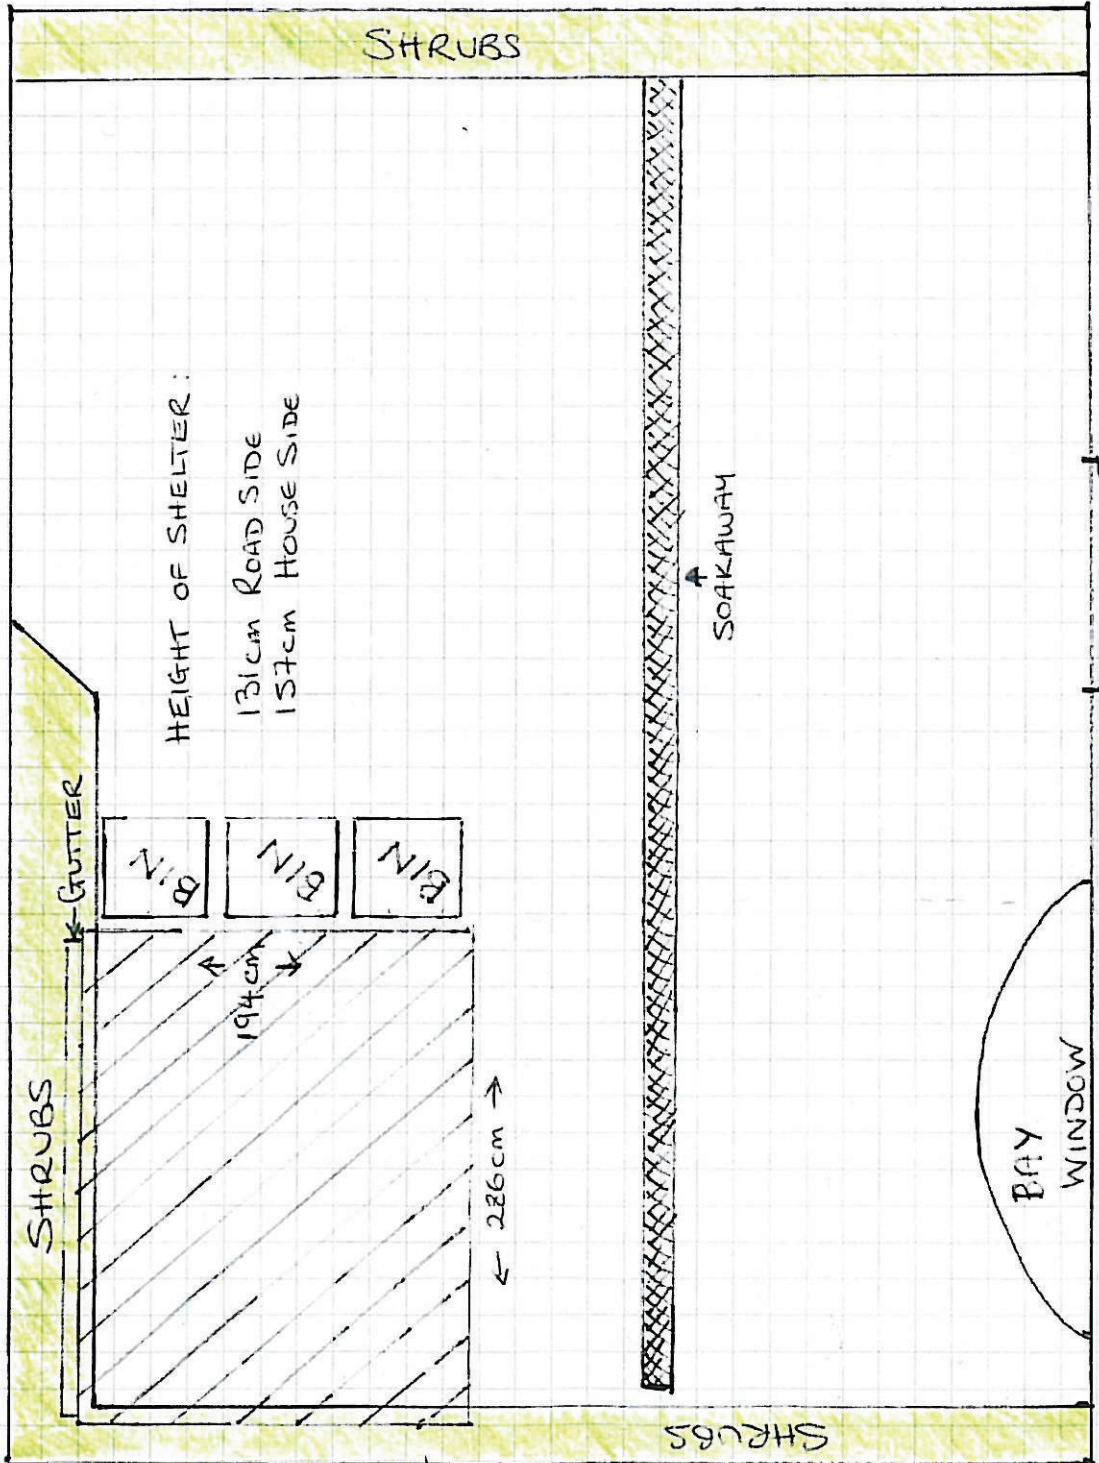 SHRUBS
HEIGHT OF SHELTER:
131cm ROAD SIDE
157cm HOUSE SIDE
SHRUBS
←GUTTER
BIN
BIN
BIN
194cm
← 226cm →
SOAKAWAY
BAY
WINDOW
SHRUBS